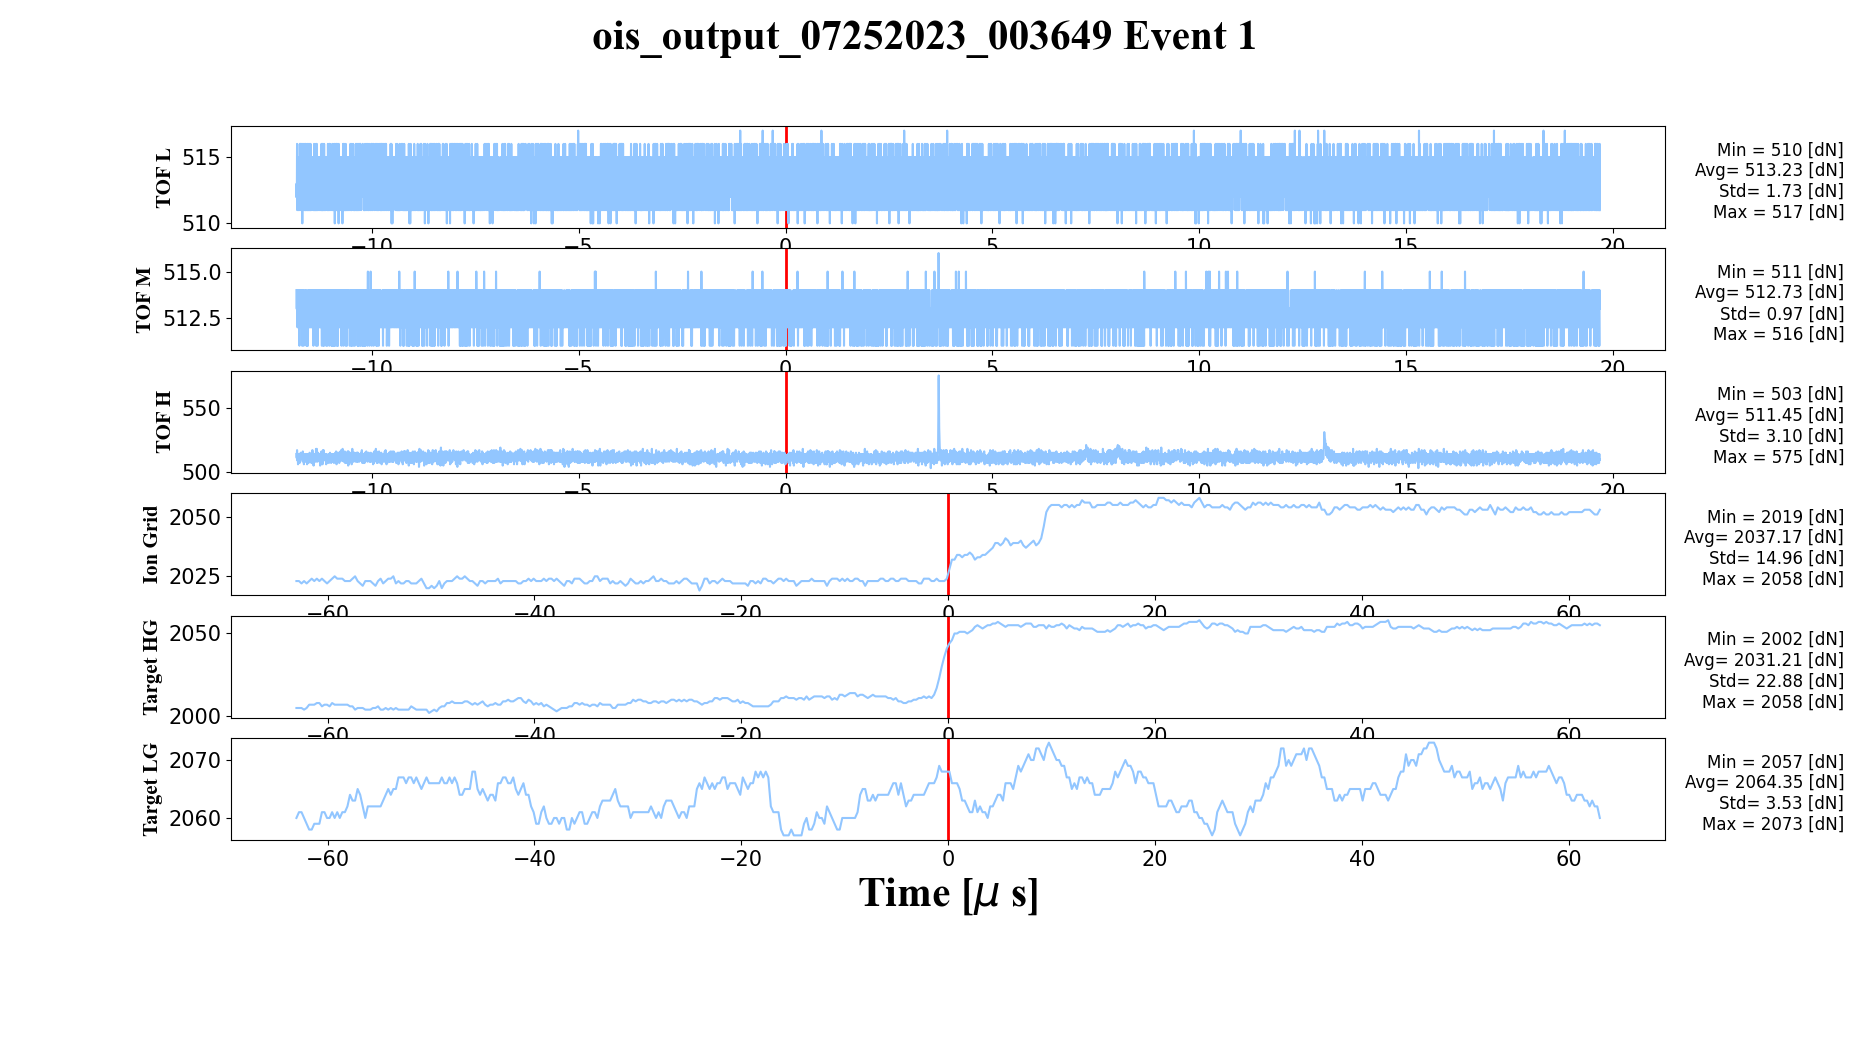 ois_output_07252023_003649 Event 1
TOF L
515
510
−10 −5 0 5 10 15 20
Min = 510 [dN]
Avg= 513.23 [dN]
Std= 1.73 [dN]
Max = 517 [dN]
TOF M
515.0
512.5
−10 −5 0 5 10 15 20
Min = 511 [dN]
Avg= 512.73 [dN]
Std= 0.97 [dN]
Max = 516 [dN]
TOF H
550
500
−10 −5 0 5 10 15 20
Min = 503 [dN]
Avg= 511.45 [dN]
Std= 3.10 [dN]
Max = 575 [dN]
Ion Grid
2050
2025
−60 −40 −20 0 20 40 60
Min = 2019 [dN]
Avg= 2037.17 [dN]
Std= 14.96 [dN]
Max = 2058 [dN]
Target HG
2050
2000
−60 −40 −20 0 20 40 60
Min = 2002 [dN]
Avg= 2031.21 [dN]
Std= 22.88 [dN]
Max = 2058 [dN]
Target LG
2070
2060
−60 −40 −20 0 20 40 60
Min = 2057 [dN]
Avg= 2064.35 [dN]
Std= 3.53 [dN]
Max = 2073 [dN]
Time [μ s]